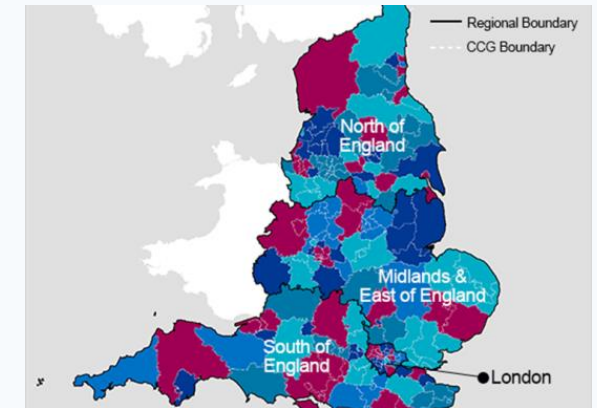 Regional Boundary
CCG Boundary
North of
England
Midlands &
East of England
South of
England
London